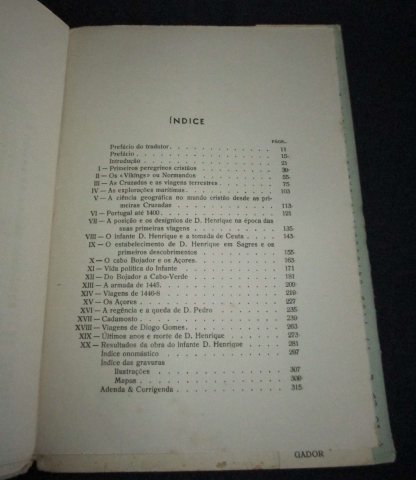 ÍNDICE
PÁGS.
Prefácio do tradutor 11
Prefácio 15
Introdução 21
I — Primeiros peregrinos cristãos 39
II — Os «Vikings» ou Normandos 55
III — As Cruzadas e as viagens terrestres 75
IV — As explorações marítimas 103
V — A ciência geográfica no mundo cristão desde as pri-
meiras Cruzadas 113
VI — Portugal até 1400 121
VII — A posição e os desígnios de D. Henrique na época das
suas primeiras viagens 135
VIII — O infante D. Henrique e a tomada de Ceuta 143
IX — O estabelecimento de D. Henrique em Sagres e os
primeiros descobrimentos 155
X — O cabo Bojador e os Açores 163
XI — Vida política do Infante 171
XII — Do Bojador a Cabo-Verde 181
XIII — A armada de 1445 209
XIV — Viagens de 1446-8 219
XV — Os Açores 227
XVI — A regência e a queda de D. Pedro 235
XVII — Cadamosto 239
XVIII — Viagens de Diogo Gomes 263
XIX — Últimos anos e morte de D. Henrique 273
XX — Resultados da obra do infante D. Henrique 283
Índice onomástico 297
Índice das gravuras
Ilustrações 307
Mapas 309
Adenda & Corrigenda 315
GADOR